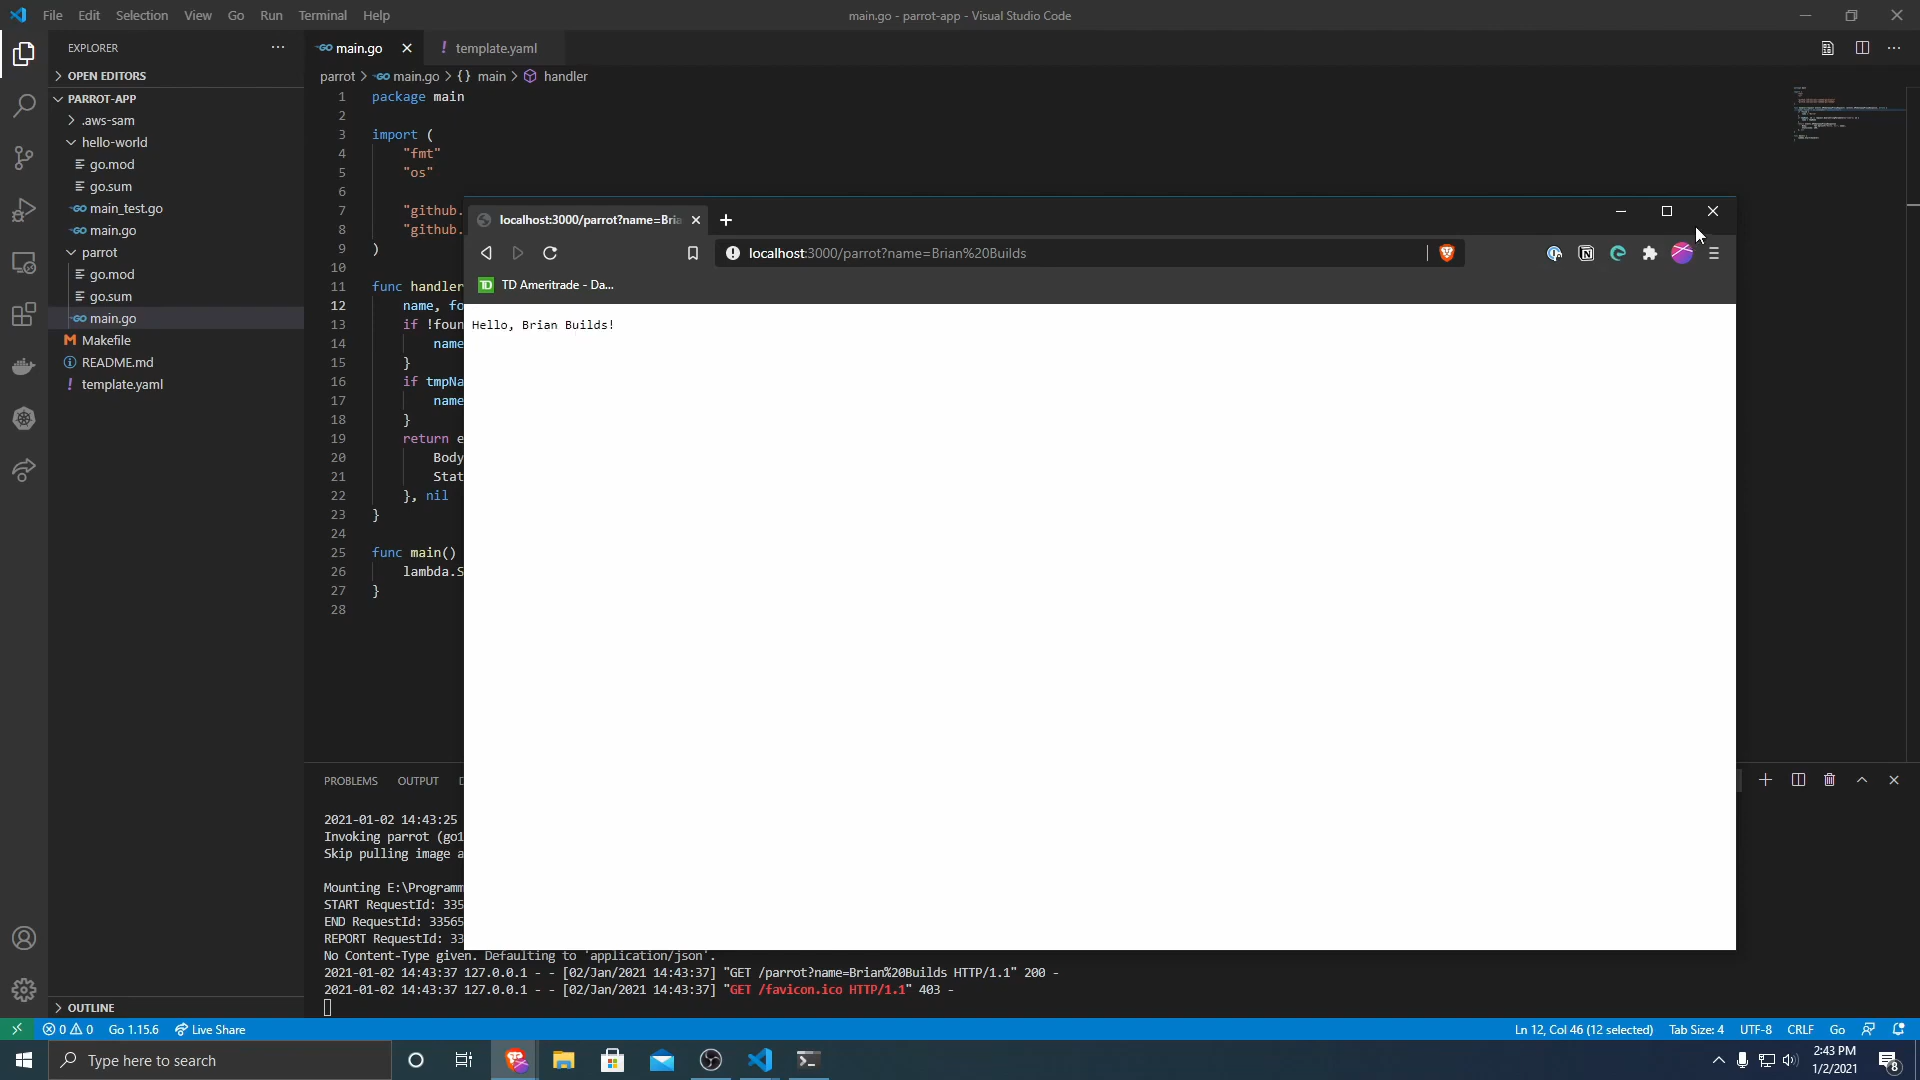 File Edit Selection View Go Run Terminal Help
main.go - parrot-app - Visual Studio Code
EXPLORER
OPEN EDITORS
PARROT-APP
.aws-sam
hello-world
go.mod
go.sum
main_test.go
main.go
parrot
go.mod
go.sum
main.go
Makefile
README.md
template.yaml
OUTLINE
main.go
template.yaml
parrot > main.go > {} main > handler
1 package main
2
3 import (
4 "fmt"
5 "os"
6
7 "github.
8 "github.
9 )
10
11 func handler
12 name, fo
13 if !foun
14 name
15 }
16 if tmpNa
17 name
18 }
19 return e
20 Body
21 Stat
22 }, nil
23 }
24
25 func main()
26 lambda.S
27 }
28
localhost:3000/parrot?name=Bria
localhost:3000/parrot?name=Brian%20Builds
TD Ameritrade - Da...
Hello, Brian Builds!
PROBLEMS OUTPUT
2021-01-02 14:43:25
Invoking parrot (go1
Skip pulling image a
Mounting E:\Programm
START RequestId: 335
END RequestId: 33565
REPORT RequestId: 33
No Content-Type given. Defaulting to 'application/json'.
2021-01-02 14:43:37 127.0.0.1 - - [02/Jan/2021 14:43:37] "GET /parrot?name=Brian%20Builds HTTP/1.1" 200 -
2021-01-02 14:43:37 127.0.0.1 - - [02/Jan/2021 14:43:37] "GET /favicon.ico HTTP/1.1" 403 -
0 0 Go 1.15.6 Live Share
Ln 12, Col 46 (12 selected) Tab Size: 4 UTF-8 CRLF Go
Type here to search
2:43 PM
1/2/2021
8